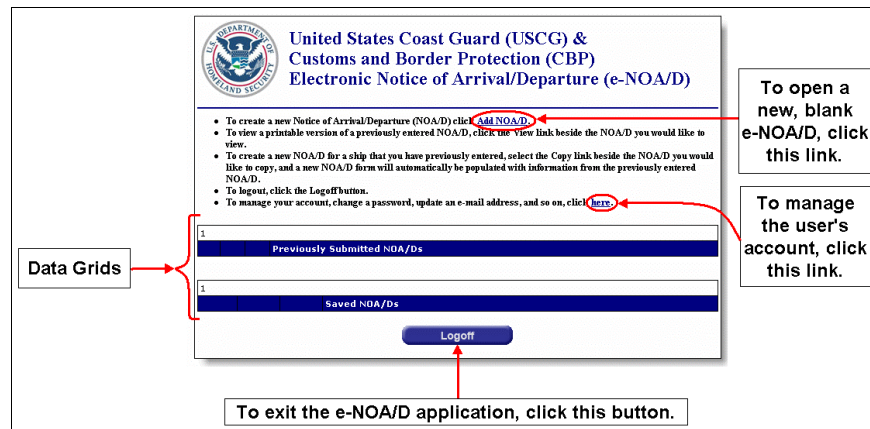 United States Coast Guard (USCG) &
Customs and Border Protection (CBP)
Electronic Notice of Arrival/Departure (e-NOA/D)
U.S. DEPARTMENT OF
HOMELAND SECURITY
• To create a new Notice of Arrival/Departure (NOA/D) click Add NOA/D.
• To view a printable version of a previously entered NOA/D, click the View link beside the NOA/D you would like to
view.
• To create a new NOA/D for a ship that you have previously entered, select the Copy link beside the NOA/D you would
like to copy, and a new NOA/D form will automatically be populated with information from the previously entered
NOA/D.
• To logout, click the Logoff button.
• To manage your account, change a password, update an e-mail address, and so on, click here.
To open a
new, blank
e-NOA/D, click
this link.
To manage
the user's
account, click
this link.
Data Grids
1
Previously Submitted NOA/Ds
1
Saved NOA/Ds
Logoff
To exit the e-NOA/D application, click this button.